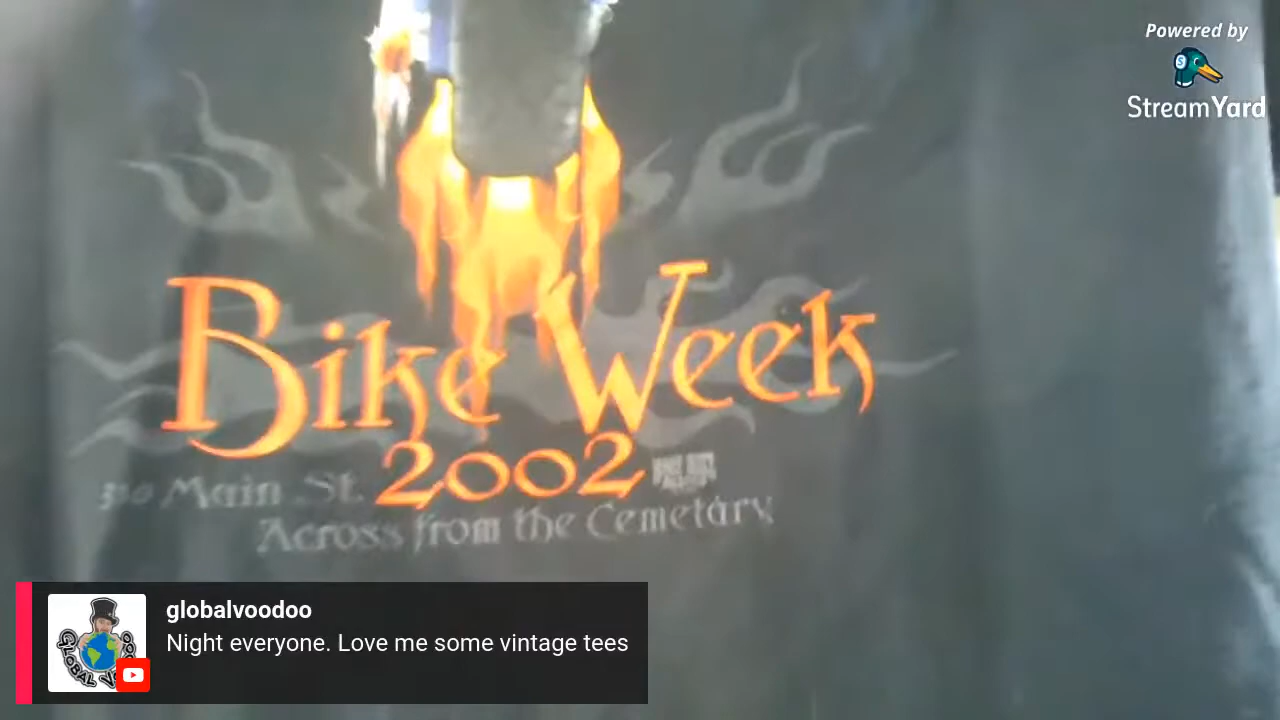 Powered by
StreamYard
Bike Week
2002
Main St.
Across from the Cemetary
globalvoodoo
Night everyone. Love me some vintage tees